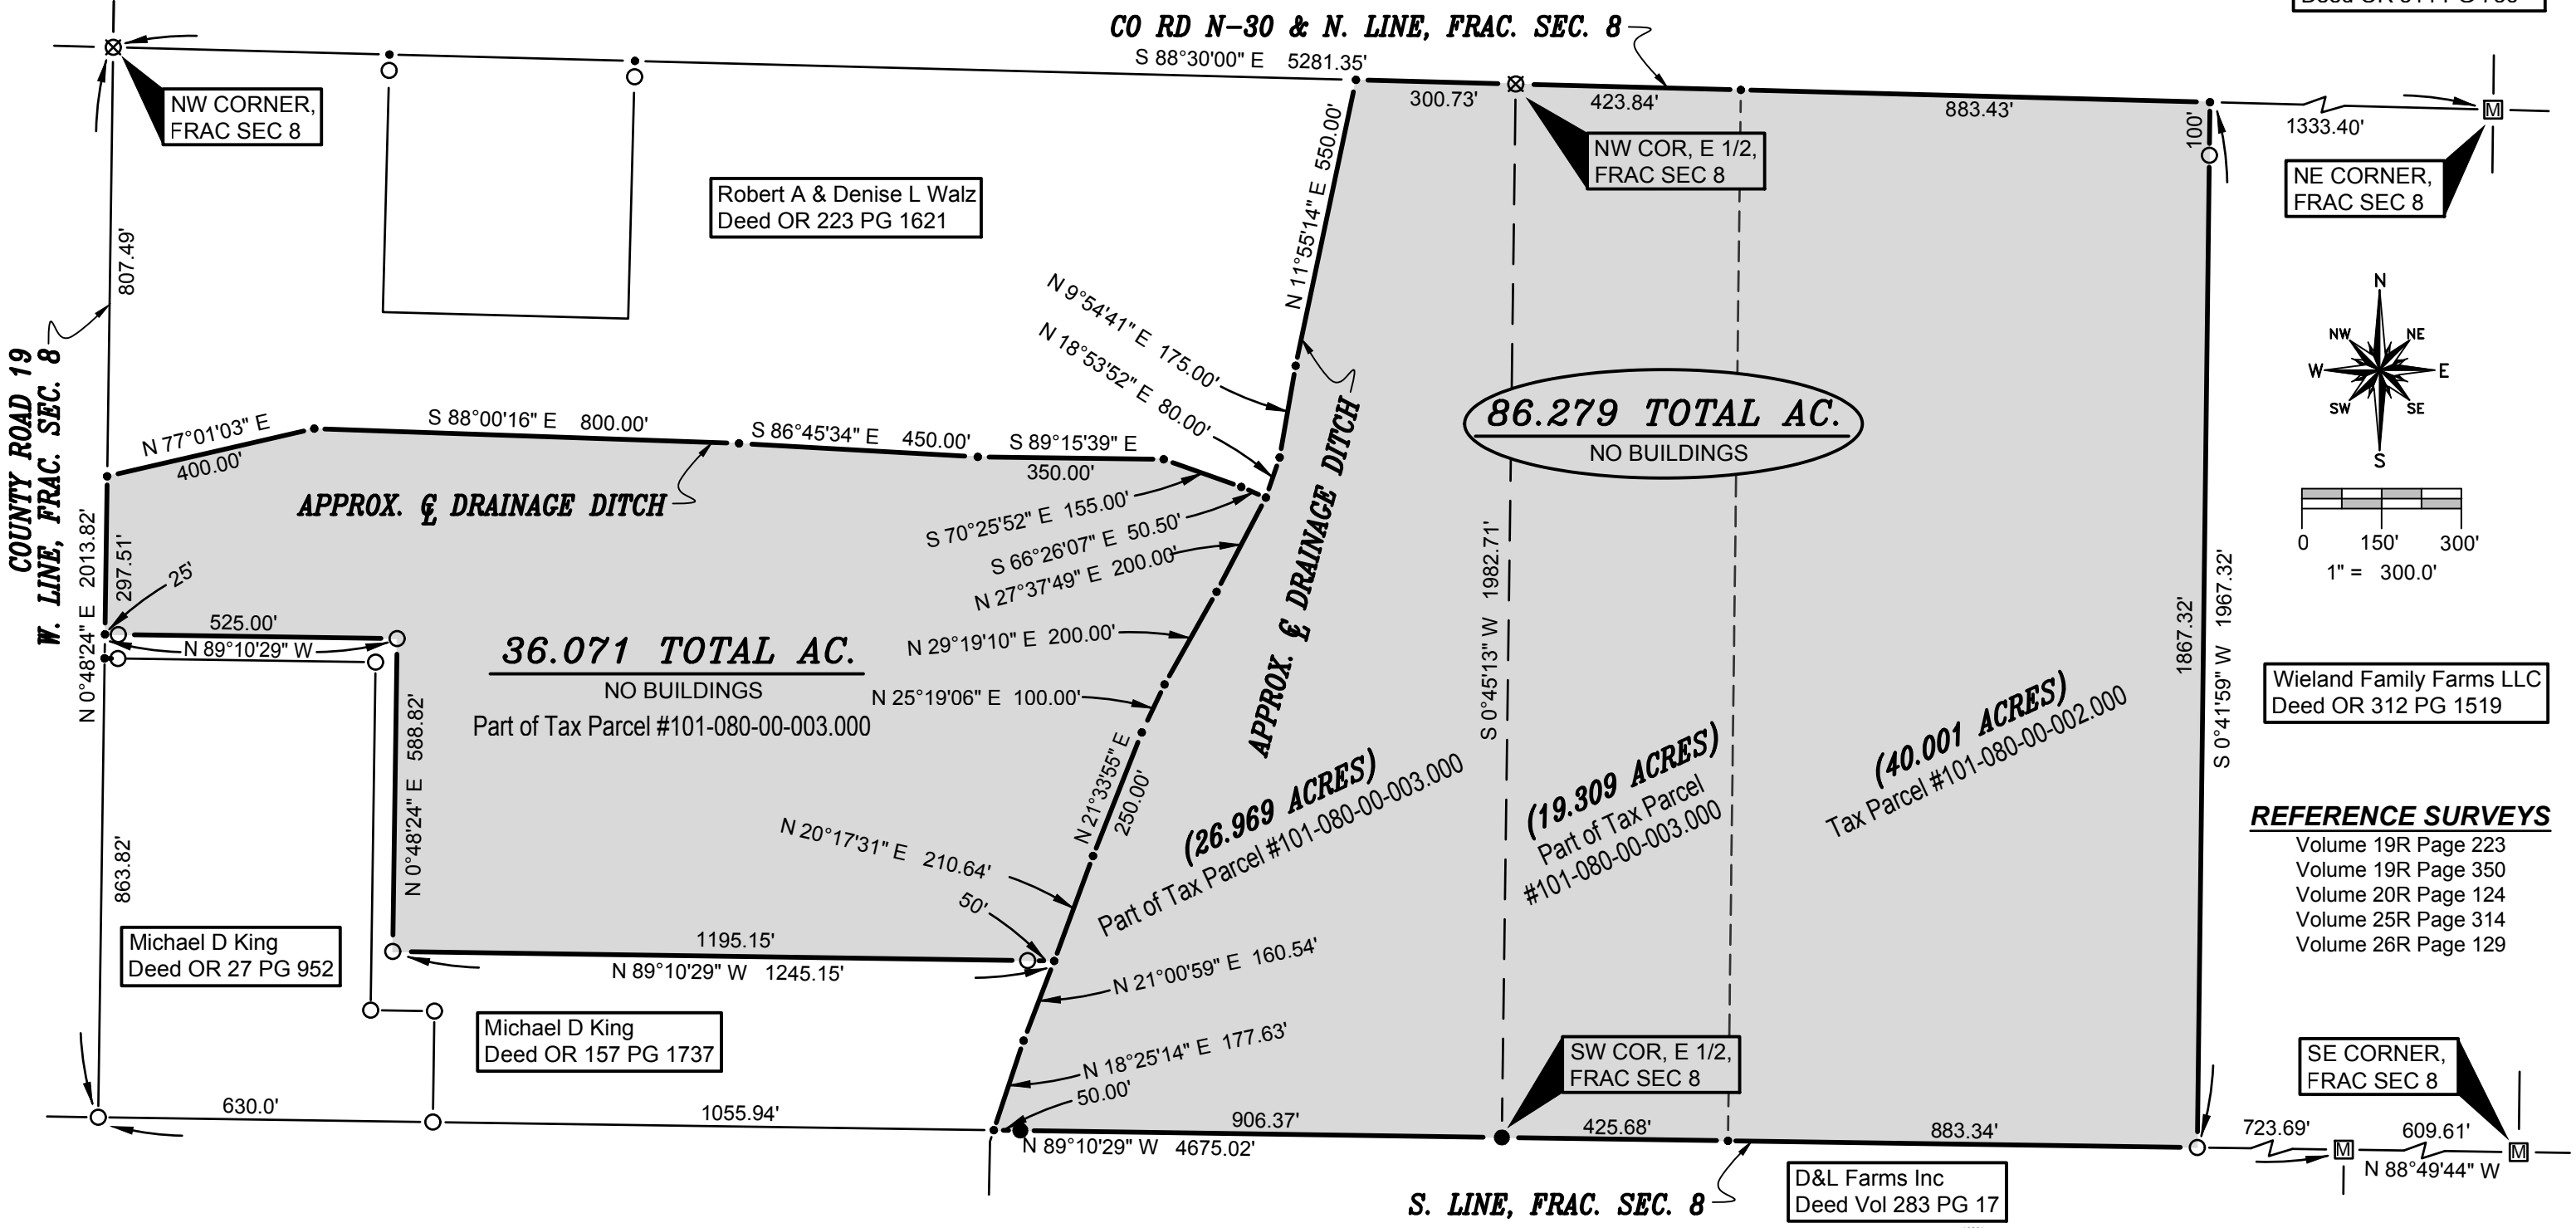 CO RD N-30 & N. LINE, FRAC. SEC. 8
S 88°30'00" E 5281.35'
300.73'
423.84'
883.43'
1333.40'
100'
NW CORNER,
FRAC SEC 8
NW COR, E 1/2,
FRAC SEC 8
NE CORNER,
FRAC SEC 8
Robert A & Denise L Walz
Deed OR 223 PG 1621
807.49'
COUNTY ROAD 19
W. LINE, FRAC. SEC. 8
N 0°48'24" E 2013.82'
297.51'
25'
863.82'
N 77°01'03" E
400.00'
S 88°00'16" E 800.00'
S 86°45'34" E 450.00'
S 89°15'39" E
350.00'
APPROX. ℄ DRAINAGE DITCH
N 11°55'14" E 550.00'
N 9°54'41" E 175.00'
N 18°53'52" E 80.00'
S 70°25'52" E 155.00'
S 66°26'07" E 50.50'
N 27°37'49" E 200.00'
N 29°19'10" E 200.00'
N 25°19'06" E 100.00'
N 21°33'55" E
250.00'
N 20°17'31" E 210.64'
50'
N 21°00'59" E 160.54'
N 18°25'14" E 177.63'
50.00'
APPROX. ℄ DRAINAGE DITCH
525.00'
N 89°10'29" W
N 0°48'24" E 588.82'
36.071 TOTAL AC.
NO BUILDINGS
Part of Tax Parcel #101-080-00-003.000
1195.15'
N 89°10'29" W 1245.15'
86.279 TOTAL AC.
NO BUILDINGS
S 0°45'13" W 1982.71'
(26.969 ACRES)
Part of Tax Parcel #101-080-00-003.000
(19.309 ACRES)
Part of Tax Parcel
#101-080-00-003.000
(40.001 ACRES)
Tax Parcel #101-080-00-002.000
1867.32'
S 0°41'59" W 1967.32'
N
NE
E
SE
S
SW
W
NW
0 150' 300'
1" = 300.0'
Wieland Family Farms LLC
Deed OR 312 PG 1519
REFERENCE SURVEYS
Volume 19R Page 223
Volume 19R Page 350
Volume 20R Page 124
Volume 25R Page 314
Volume 26R Page 129
Michael D King
Deed OR 27 PG 952
Michael D King
Deed OR 157 PG 1737
SW COR, E 1/2,
FRAC SEC 8
SE CORNER,
FRAC SEC 8
M
M
M
630.0'
1055.94'
906.37'
425.68'
883.34'
723.69'
609.61'
N 89°10'29" W 4675.02'
N 88°49'44" W
D&L Farms Inc
Deed Vol 283 PG 17
S. LINE, FRAC. SEC. 8